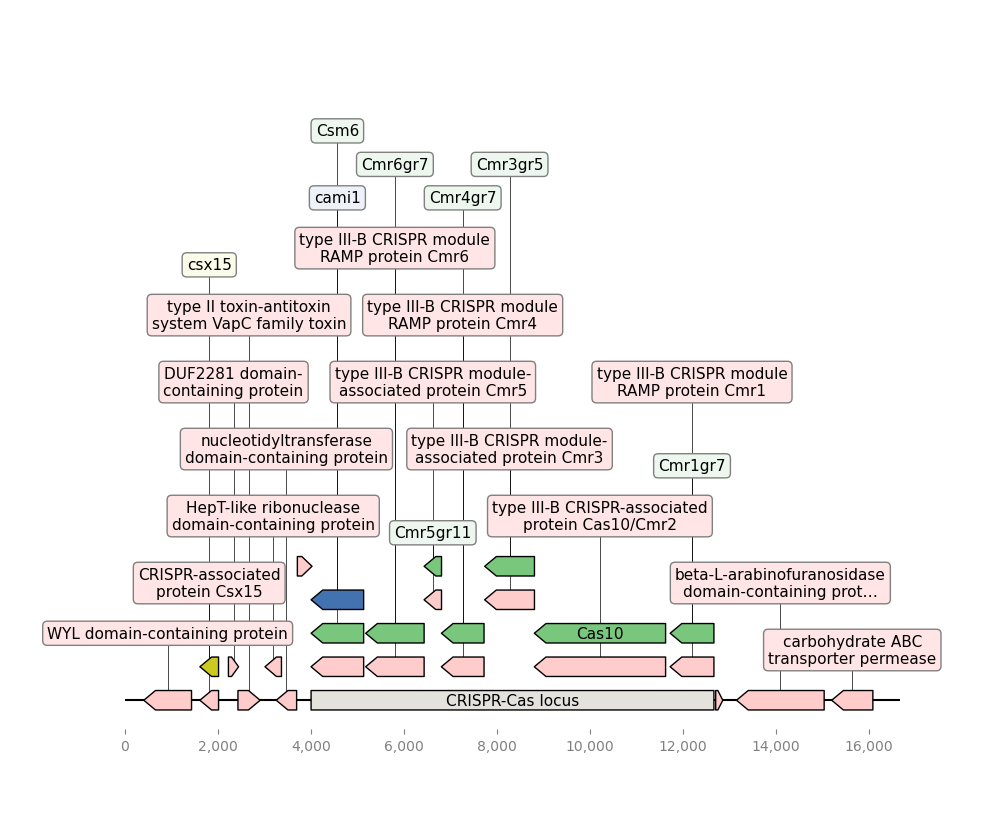 Csm6
Cmr6gr7
Cmr3gr5
cami1
Cmr4gr7
type III-B CRISPR module
RAMP protein Cmr6
csx15
type II toxin-antitoxin
system VapC family toxin
type III-B CRISPR module
RAMP protein Cmr4
DUF2281 domain-
containing protein
type III-B CRISPR module-
associated protein Cmr5
type III-B CRISPR module
RAMP protein Cmr1
nucleotidyltransferase
domain-containing protein
type III-B CRISPR module-
associated protein Cmr3
Cmr1gr7
HepT-like ribonuclease
domain-containing protein
type III-B CRISPR-associated
protein Cas10/Cmr2
Cmr5gr11
CRISPR-associated
protein Csx15
beta-L-arabinofuranosidase
domain-containing prot...
WYL domain-containing protein
Cas10
carbohydrate ABC
transporter permease
CRISPR-Cas locus
0
2,000
4,000
6,000
8,000
10,000
12,000
14,000
16,000